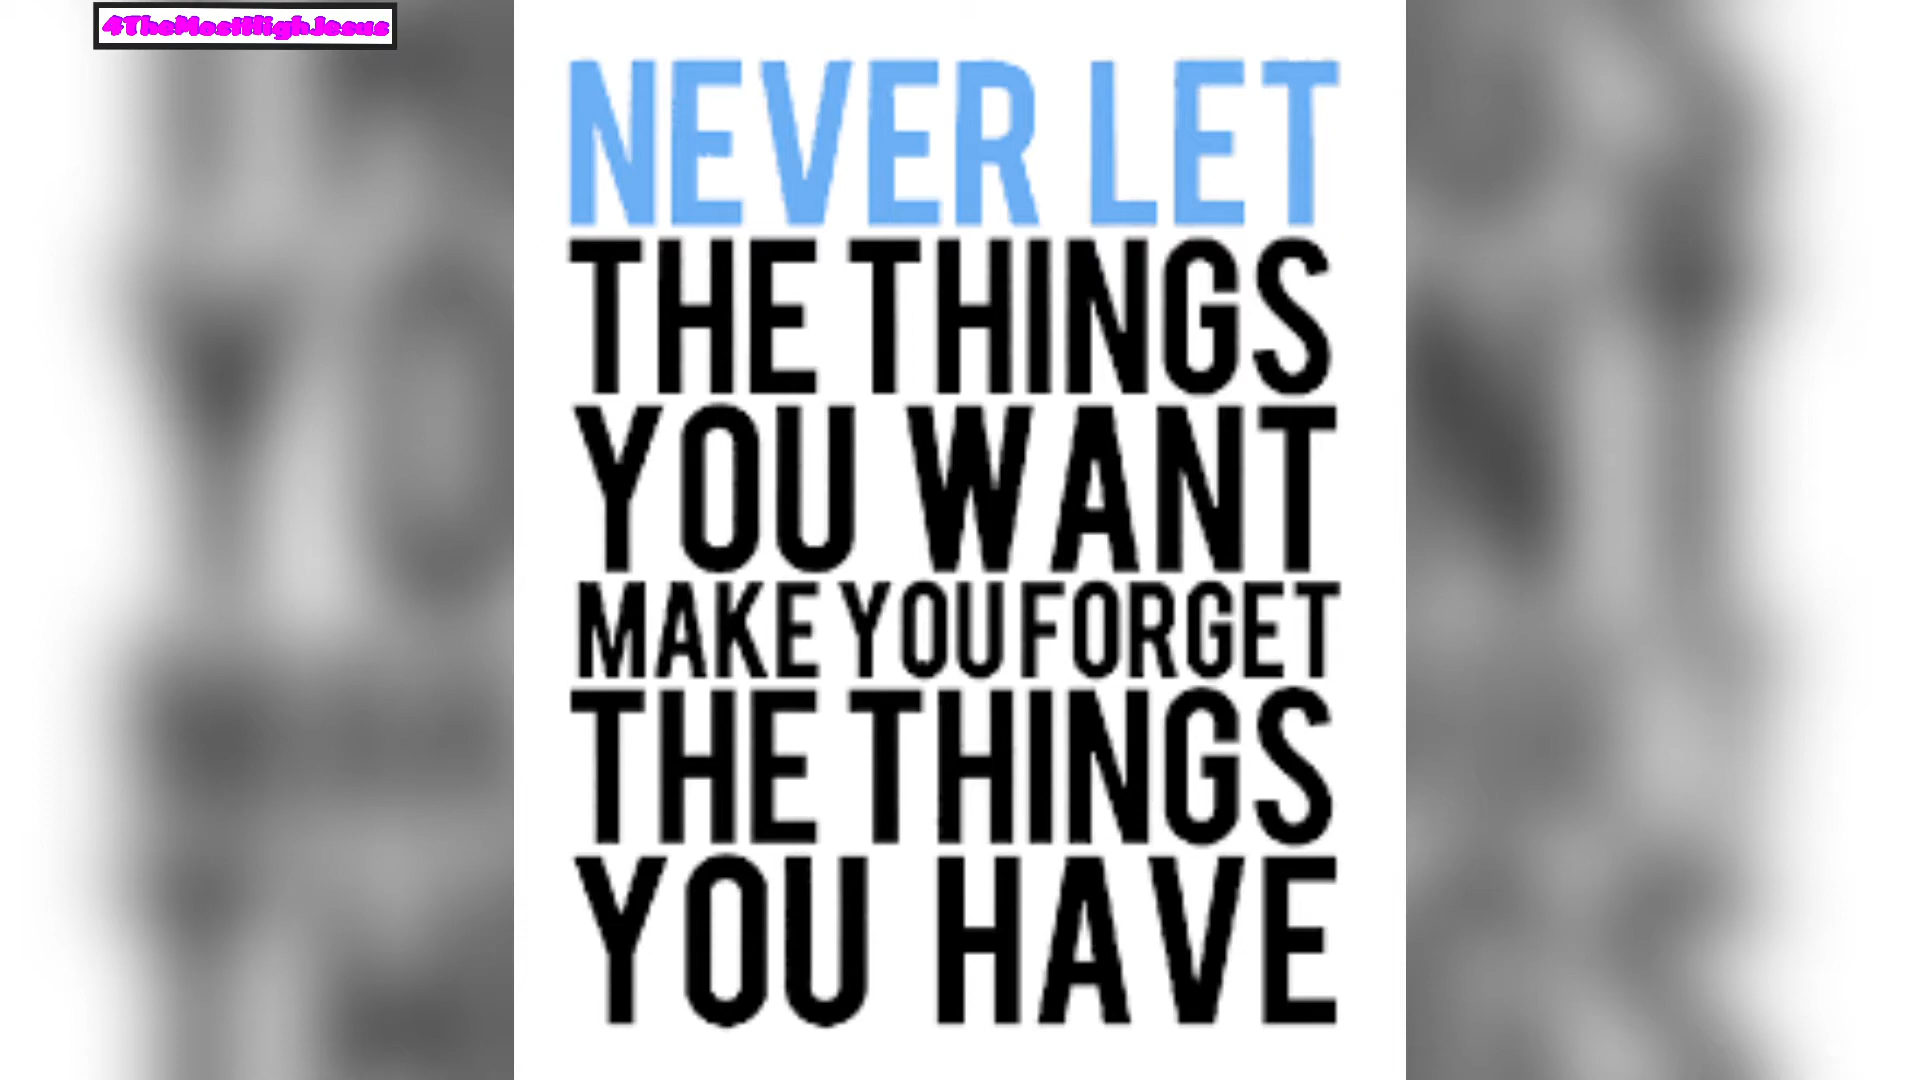 4TheMostHighJesus
NEVER LET
THE THINGS
YOU WANT
MAKE YOU FORGET
THE THINGS
YOU HAVE